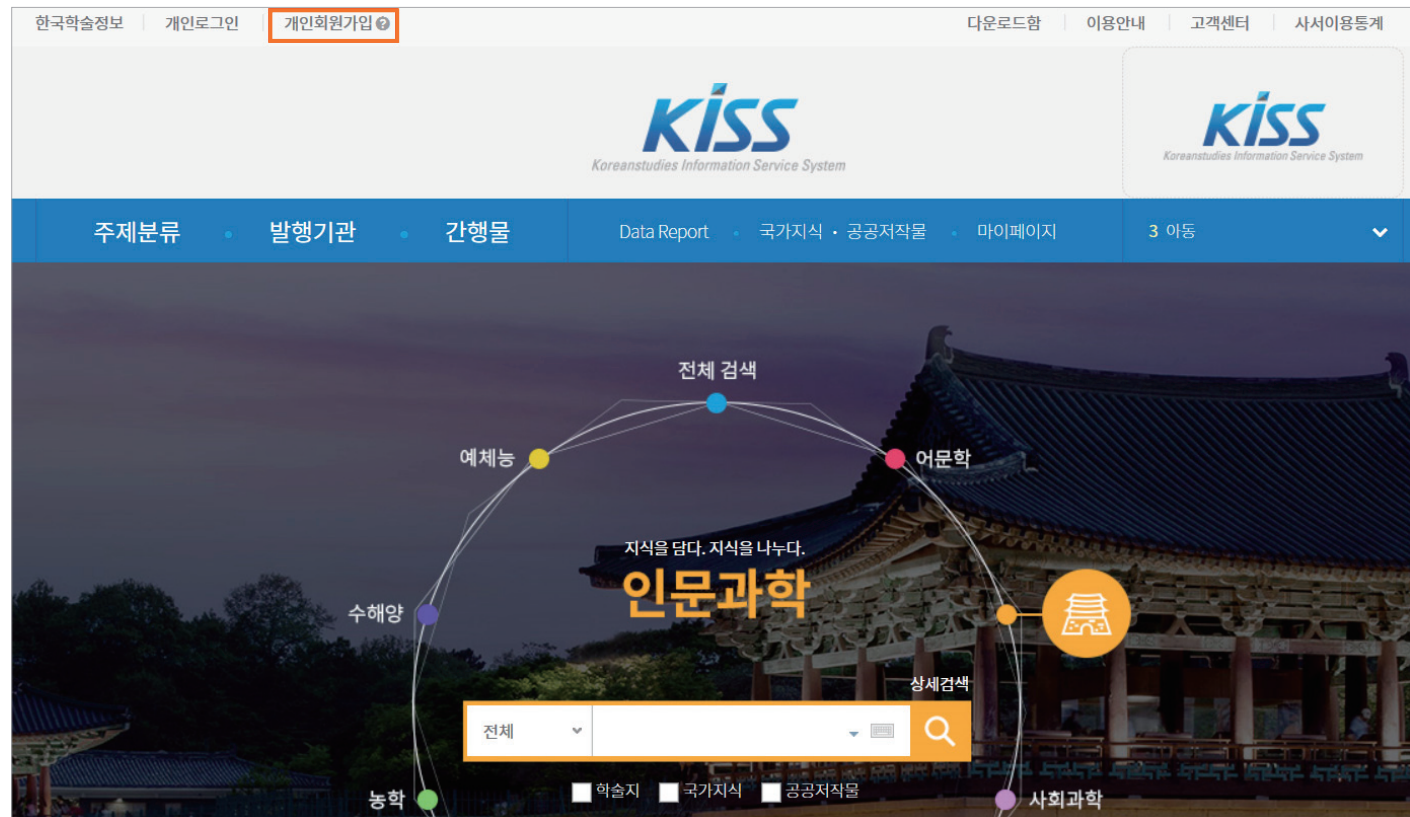 한국학술정보 개인로그인 개인회원가입 다운로드함 이용안내 고객센터 사서이용통계
KISS
Koreanstudies Information Service System
KISS
Koreanstudies Information Service System
주제분류 발행기관 간행물 Data Report 국가지식 • 공공저작물 마이페이지 3 아동
전체 검색
예체능
어문학
지식을 담다. 지식을 나누다.
인문과학
수해양
상세검색
전체
학술지 국가지식 공공저작물
농학
사회과학